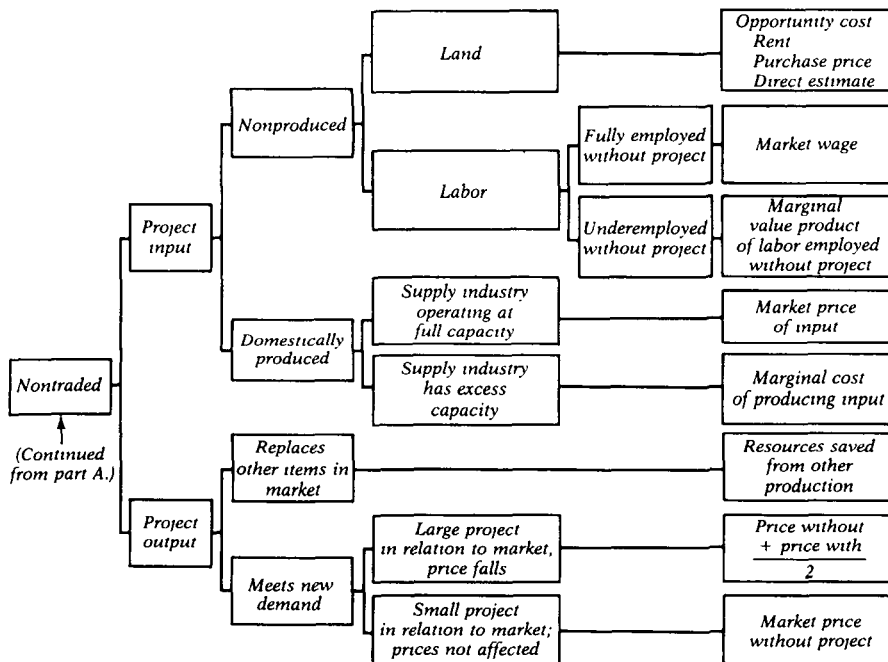 Opportunity cost
Rent
Purchase price
Direct estimate
Land
Nonproduced
Fully employed
without project
Market wage
Labor
Project
input
Underemployed
without project
Marginal
value product
of labor employed
without project
Supply industry
operating at
full capacity
Market price
of input
Domestically
produced
Supply industry
has excess
capacity
Marginal cost
of producing input
Nontraded
(Continued
from part A.)
Replaces
other items in
market
Resources saved
from other
production
Project
output
Large project
in relation to market,
price falls
Price without
+ price with
2
Meets new
demand
Small project
in relation to market;
prices not affected
Market price
without project